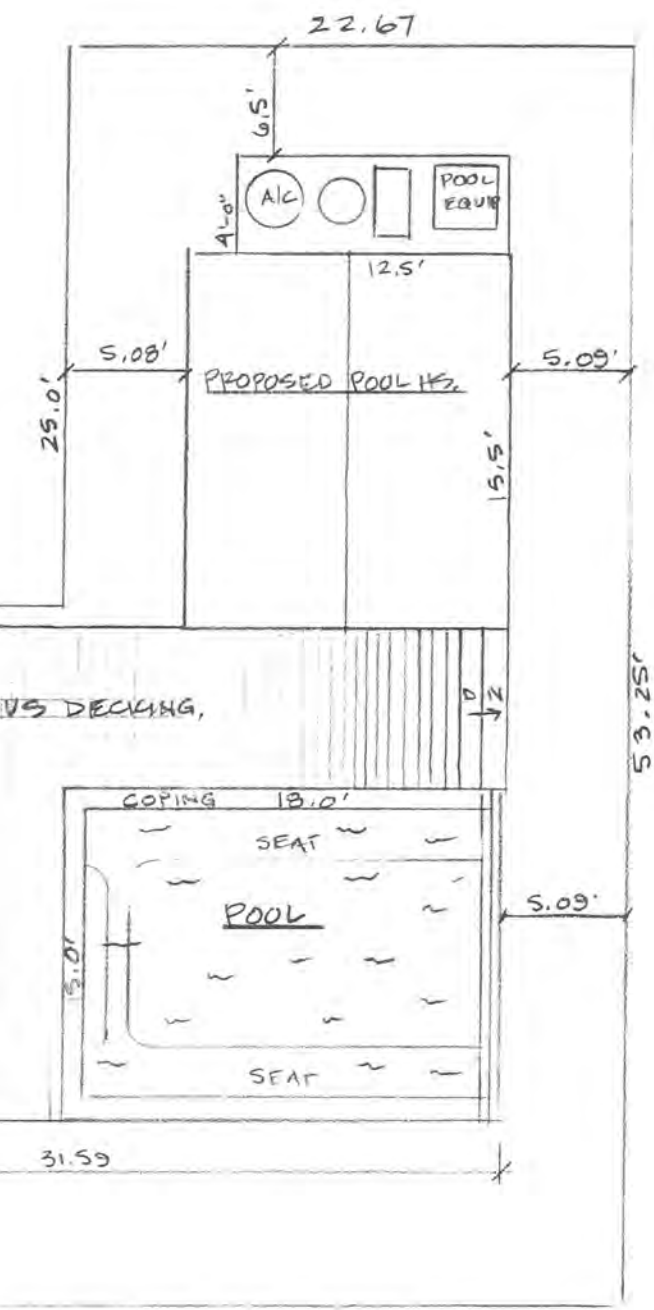 22.67
6.5'
A/C
POOL
EQUIP
4'-0"
12.5'
5.08'
PROPOSED POOL HS.
5.09'
25.0'
15.5'
DN
DECKING,
53.25'
COPING 18.0'
SEAT
POOL
5.09'
SEAT
31.59